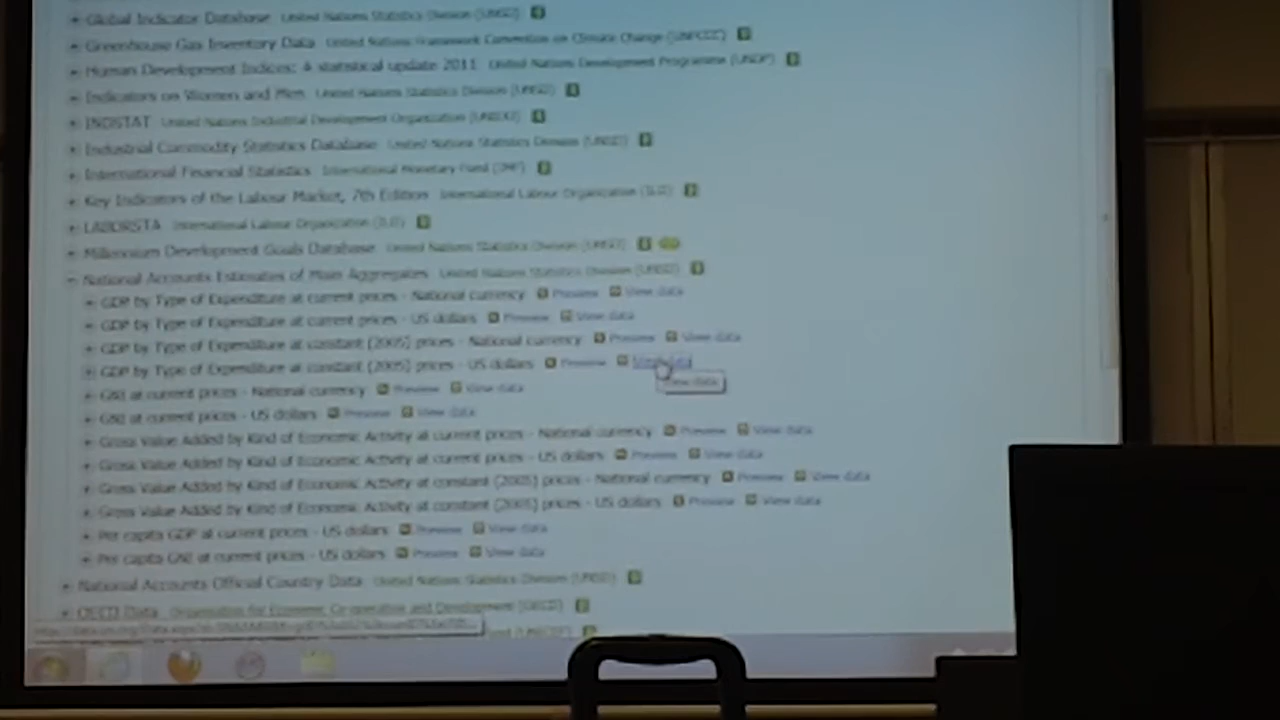 Global Indicator Database United Nations Statistics Division (UNSD)
Greenhouse Gas Inventory Data United Nations Framework Convention on Climate Change (UNFCCC)
Human Development Indices: A statistical update 2011 United Nations Development Programme (UNDP)
Indicators on Women and Men United Nations Statistics Division (UNSD)
INDSTAT United Nations Industrial Development Organization (UNIDO)
Industrial Commodity Statistics Database United Nations Statistics Division (UNSD)
International Financial Statistics International Monetary Fund (IMF)
Key Indicators of the Labour Market, 7th Edition International Labour Organization (ILO)
LABORSTA International Labour Organization (ILO)
Millennium Development Goals Database United Nations Statistics Division (UNSD)
National Accounts Estimates of Main Aggregates United Nations Statistics Division (UNSD)
GDP by Type of Expenditure at current prices - National currency Preview View data
GDP by Type of Expenditure at current prices - US dollars Preview View data
GDP by Type of Expenditure at constant (2005) prices - National currency Preview View data
GDP by Type of Expenditure at constant (2005) prices - US dollars Preview View data
View data
GNI at current prices - National currency Preview View data
GNI at current prices - US dollars Preview View data
Gross Value Added by Kind of Economic Activity at current prices - National currency Preview View data
Gross Value Added by Kind of Economic Activity at current prices - US dollars Preview View data
Gross Value Added by Kind of Economic Activity at constant (2005) prices - National currency Preview View data
Gross Value Added by Kind of Economic Activity at constant (2005) prices - US dollars Preview View data
Per capita GDP at current prices - US dollars Preview View data
Per capita GNI at current prices - US dollars Preview View data
National Accounts Official Country Data United Nations Statistics Division (UNSD)
OECD Data Organisation for Economic Co-operation and Development (OECD)